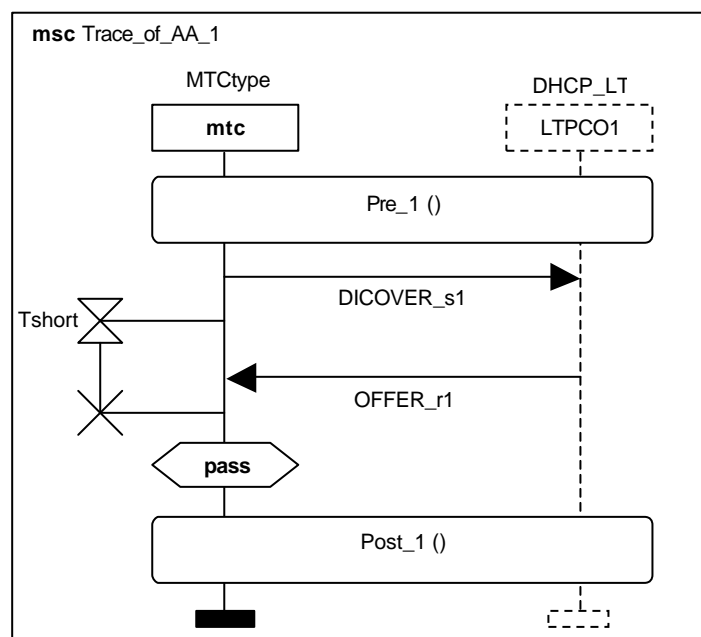 msc Trace_of_AA_1
MTCtype
DHCP_LT
mtc
LTPCO1
Pre_1 ()
DICOVER_s1
Tshort
OFFER_r1
pass
Post_1 ()